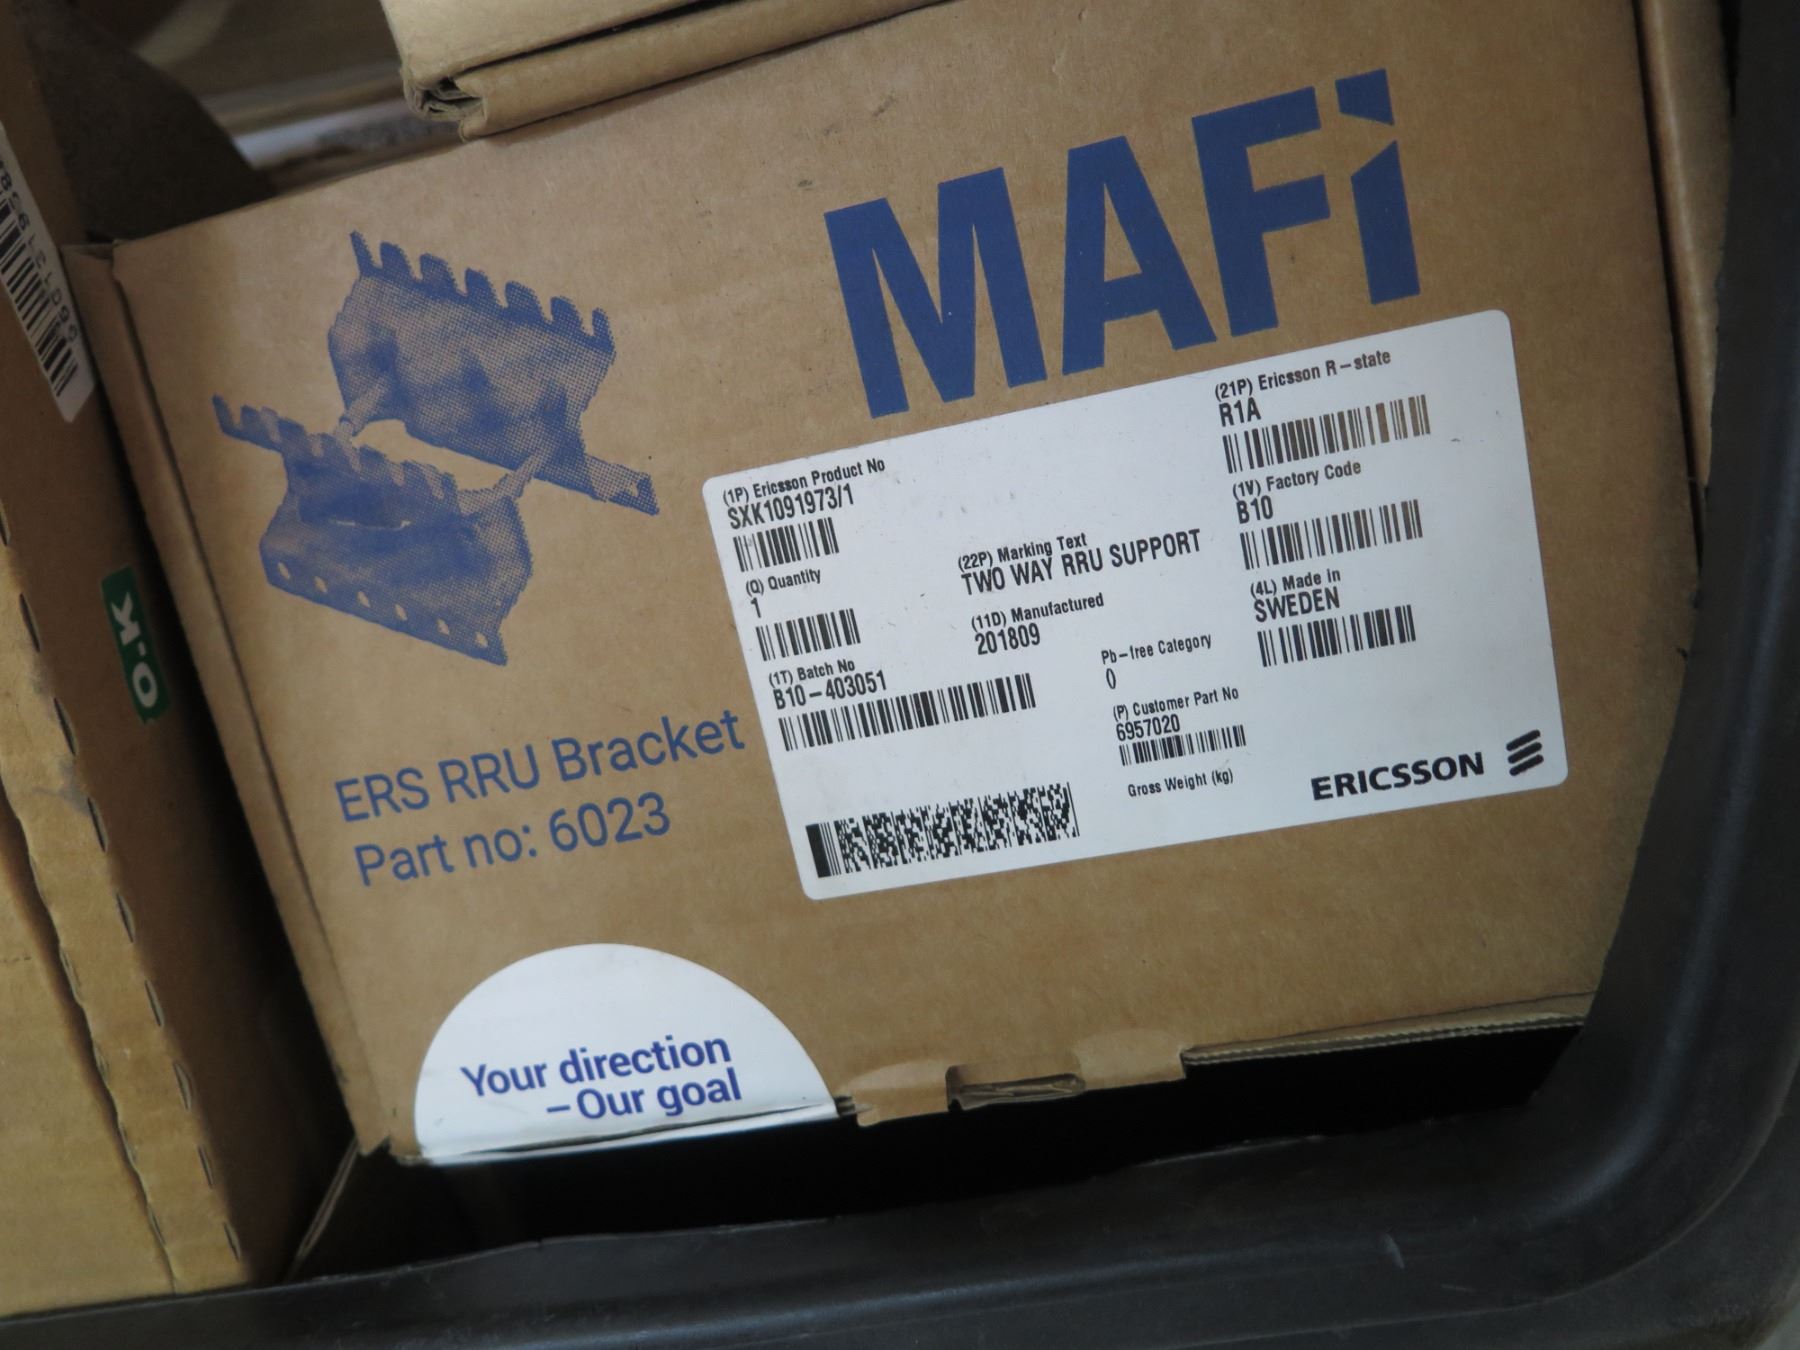 MAFi
ERS RRU Bracket
Part no: 6023
(1P) Ericsson Product No
SXK1091973/1
(Q) Quantity
1
(1T) Batch No
B10-403051
(22P) Marking Text
TWO WAY RRU SUPPORT
(11D) Manufactured
201809
Pb-free Category
0
(P) Customer Part No
6957020
Gross Weight (kg)
(21P) Ericsson R-state
R1A
(1V) Factory Code
B10
(4L) Made in
SWEDEN
ERICSSON
Your direction
–Our goal
O.K